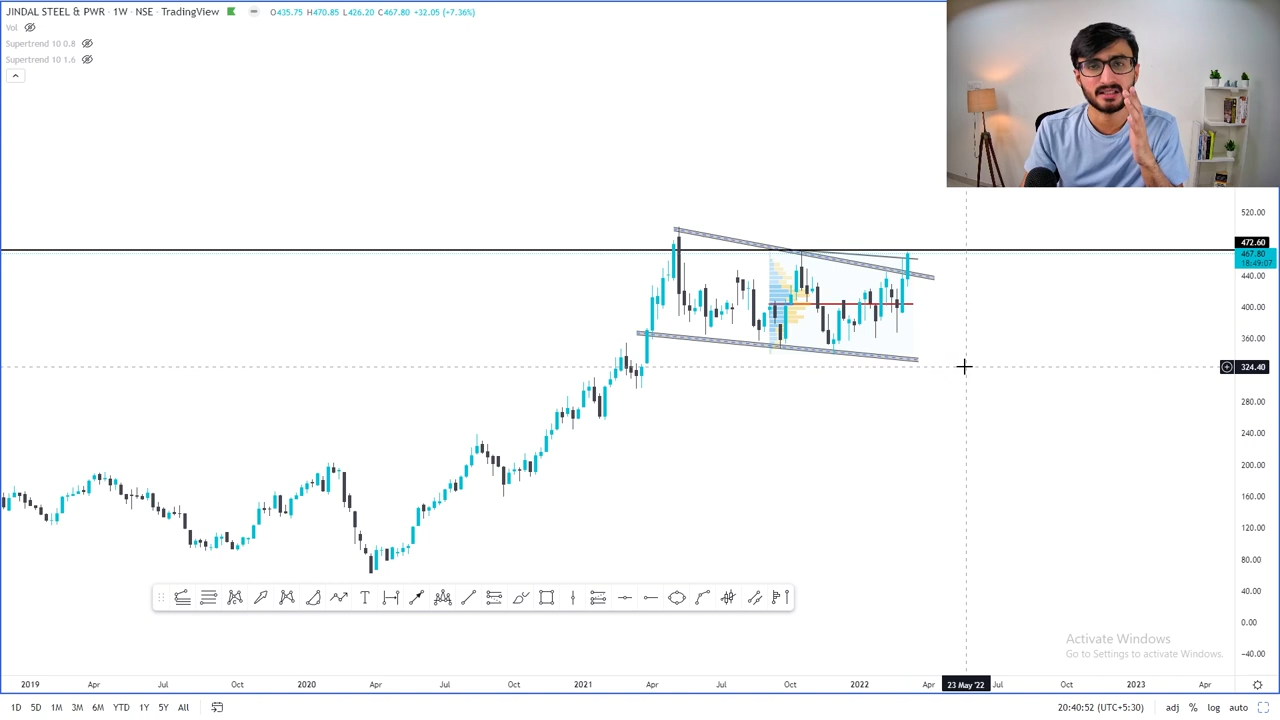 JINDAL STEEL & PWR · 1W · NSE · TradingView O435.75 H470.85 L426.20 C467.80 +32.05 (+7.36%)
Vol
Supertrend 10 0.8
Supertrend 10 1.6
520.00
472.60
467.80
18:49:07
440.00
400.00
360.00
324.40
280.00
240.00
200.00
160.00
120.00
80.00
40.00
0.00
−40.00
Activate Windows
Go to Settings to activate Windows.
2019 Apr Jul Oct 2020 Apr Jul Oct 2021 Apr Jul Oct 2022 Apr 23 May '22 Jul Oct 2023 Apr
1D 5D 1M 3M 6M YTD 1Y 5Y All 20:40:52 (UTC+5:30) adj % log auto